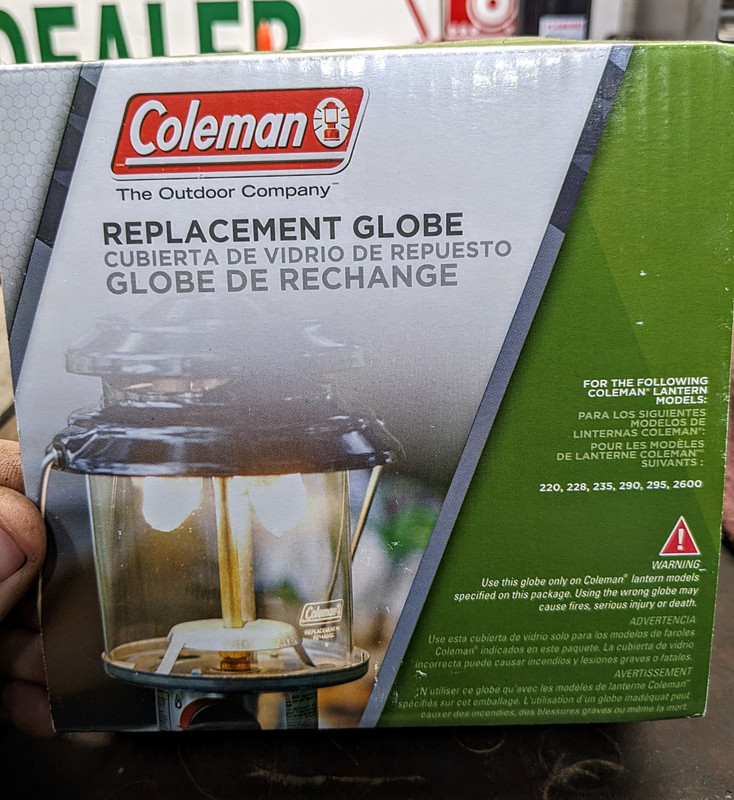 DEALER
Coleman
The Outdoor Company™
REPLACEMENT GLOBE
CUBIERTA DE VIDRIO DE REPUESTO
GLOBE DE RECHANGE
FOR THE FOLLOWING
COLEMAN® LANTERN
MODELS:
PARA LOS SIGUIENTES
MODELOS DE
LINTERNAS COLEMAN®:
POUR LES MODÈLES
DE LANTERNE COLEMAN™
SUIVANTS :
220, 228, 235, 290, 295, 2600
WARNING
Use this globe only on Coleman® lantern models
specified on this package. Using the wrong globe may
cause fires, serious injury or death.
ADVERTENCIA
Use esta cubierta de vidrio solo para los modelos de faroles
Coleman® indicados en este paquete. La cubierta de vidrio
incorrecta puede causar incendios y lesiones graves o fatales.
AVERTISSEMENT
N'utiliser ce globe qu'avec les modèles de lanterne Coleman™
spécifiés sur cet emballage. L'utilisation d'un globe inadéquat peut
causer des incendies, des blessures graves ou même la mort.
Coleman
REPLACEMENT
RECHANGE